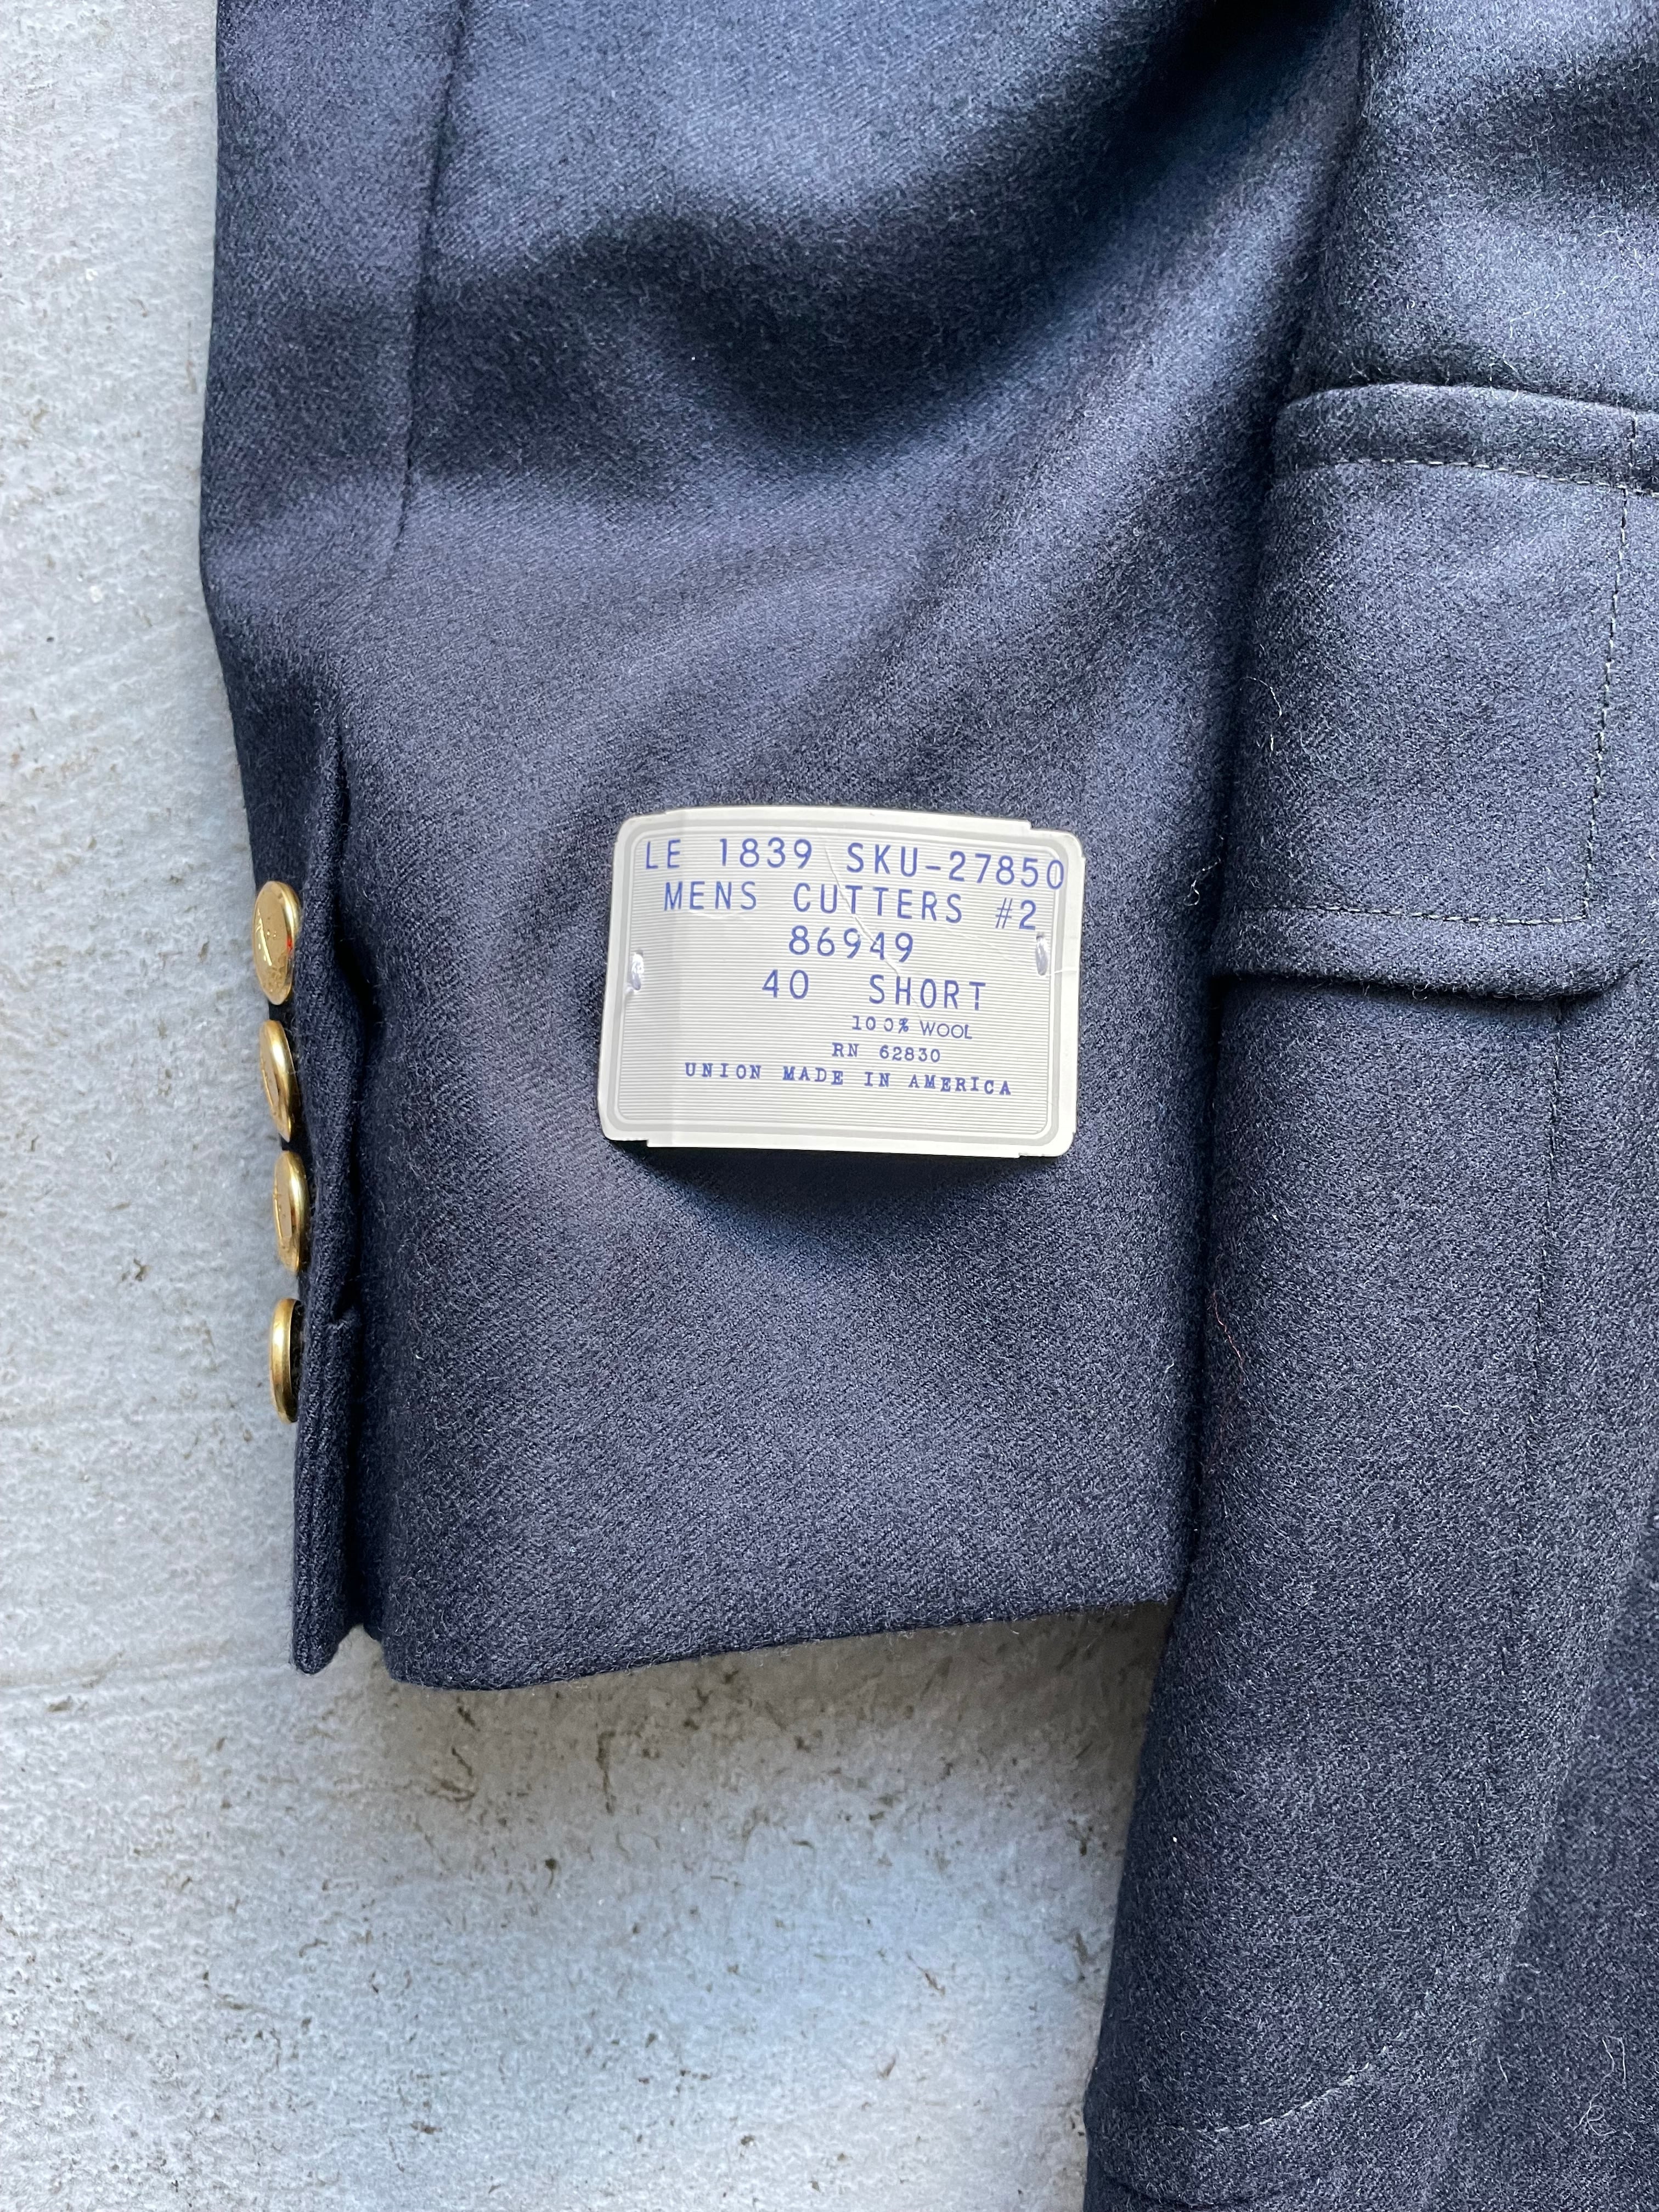 LE 1839 SKU-27850
MENS CUTTERS #2
86949
40 SHORT
100% WOOL
RN 62830
UNION MADE IN AMERICA